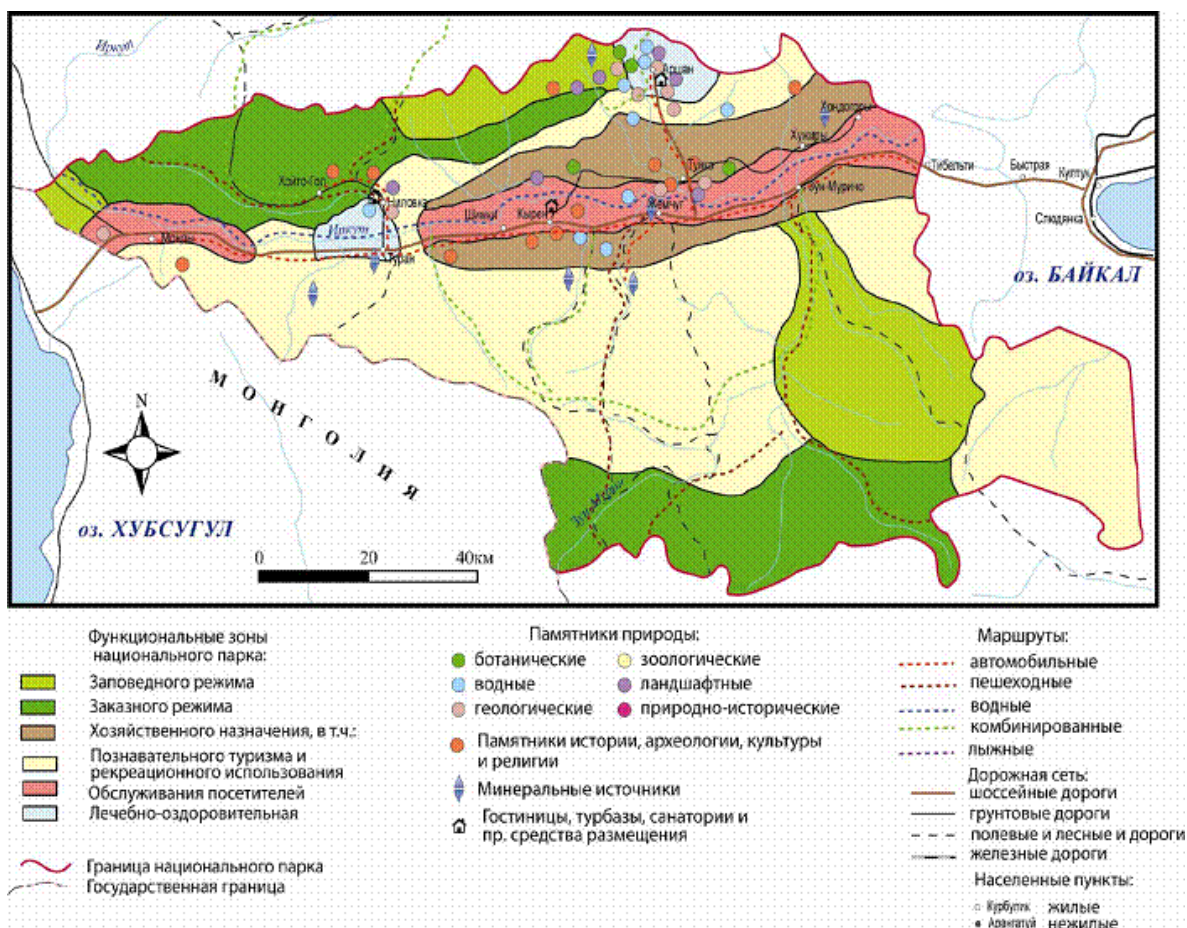 Иркут
Аршан
Хондогоры
Хужиры
Тунка
Тибельти
Быстрая
Култук
Слюдянка
Хойто-Гол
Ниловка
Иркут
Туран
Монды
Шимки
Кырен
Жемчуг
Зун-Мурино
оз. БАЙКАЛ
МОНГОЛИЯ
N
оз. ХУБСУГУЛ
0 20 40км
Функциональные зоны
национального парка:
Заповедного режима
Заказного режима
Хозяйственного назначения, в т.ч.:
Познавательного туризма и
рекреационного использования
Обслуживания посетителей
Лечебно-оздоровительная
Граница национального парка
Государственная граница
Памятники природы:
ботанические
зоологические
водные
ландшафтные
геологические
природно-исторические
Памятники истории, археологии, культуры
и религии
Минеральные источники
Гостиницы, турбазы, санатории и
пр. средства размещения
Маршруты:
автомобильные
пешеходные
водные
комбинированные
лыжные
Дорожная сеть:
шоссейные дороги
грунтовые дороги
полевые и лесные и дороги
железные дороги
Населенные пункты:
Курбулик жилые
Арангатуй нежилые